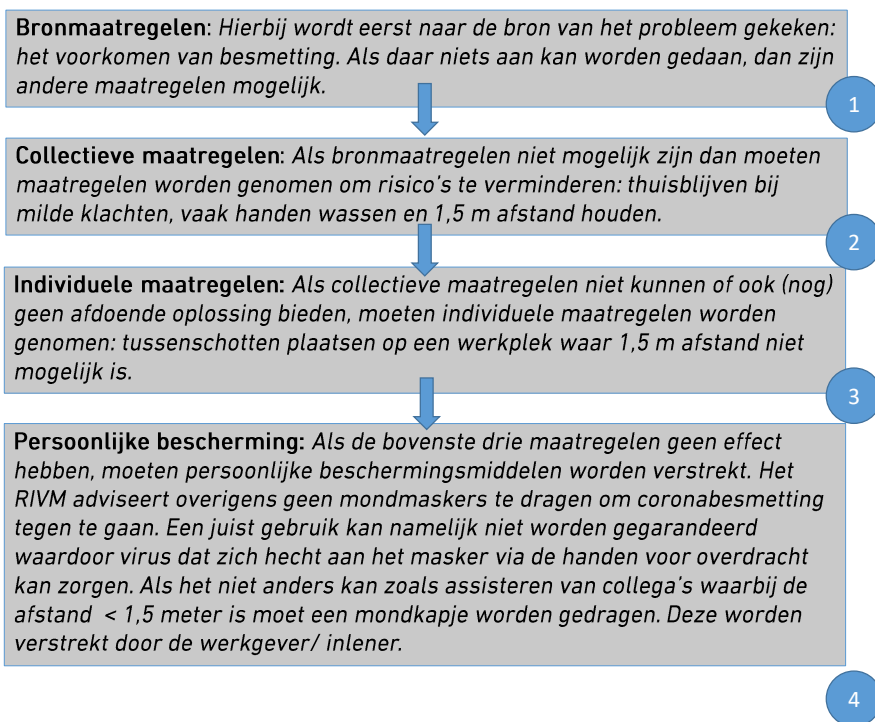 Bronmaatregelen: Hierbij wordt eerst naar de bron van het probleem gekeken:
het voorkomen van besmetting. Als daar niets aan kan worden gedaan, dan zijn
andere maatregelen mogelijk.
1
Collectieve maatregelen: Als bronmaatregelen niet mogelijk zijn dan moeten
maatregelen worden genomen om risico's te verminderen: thuisblijven bij
milde klachten, vaak handen wassen en 1,5 m afstand houden.
2
Individuele maatregelen: Als collectieve maatregelen niet kunnen of ook (nog)
geen afdoende oplossing bieden, moeten individuele maatregelen worden
genomen: tussenschotten plaatsen op een werkplek waar 1,5 m afstand niet
mogelijk is.
3
Persoonlijke bescherming: Als de bovenste drie maatregelen geen effect
hebben, moeten persoonlijke beschermingsmiddelen worden verstrekt. Het
RIVM adviseert overigens geen mondmaskers te dragen om coronabesmetting
tegen te gaan. Een juist gebruik kan namelijk niet worden gegarandeerd
waardoor virus dat zich hecht aan het masker via de handen voor overdracht
kan zorgen. Als het niet anders kan zoals assisteren van collega's waarbij de
afstand < 1,5 meter is moet een mondkapje worden gedragen. Deze worden
verstrekt door de werkgever/ inlener.
4